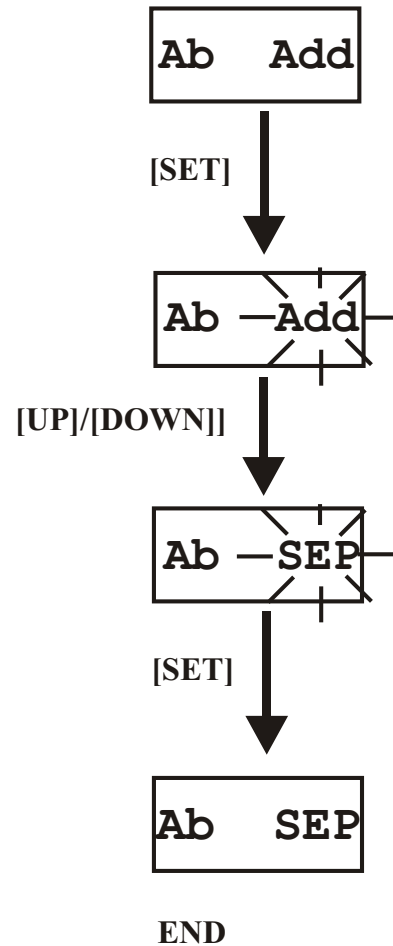 Ab Add
[SET]
Ab Add
[UP]/[DOWN]]
Ab SEP
[SET]
Ab SEP
END